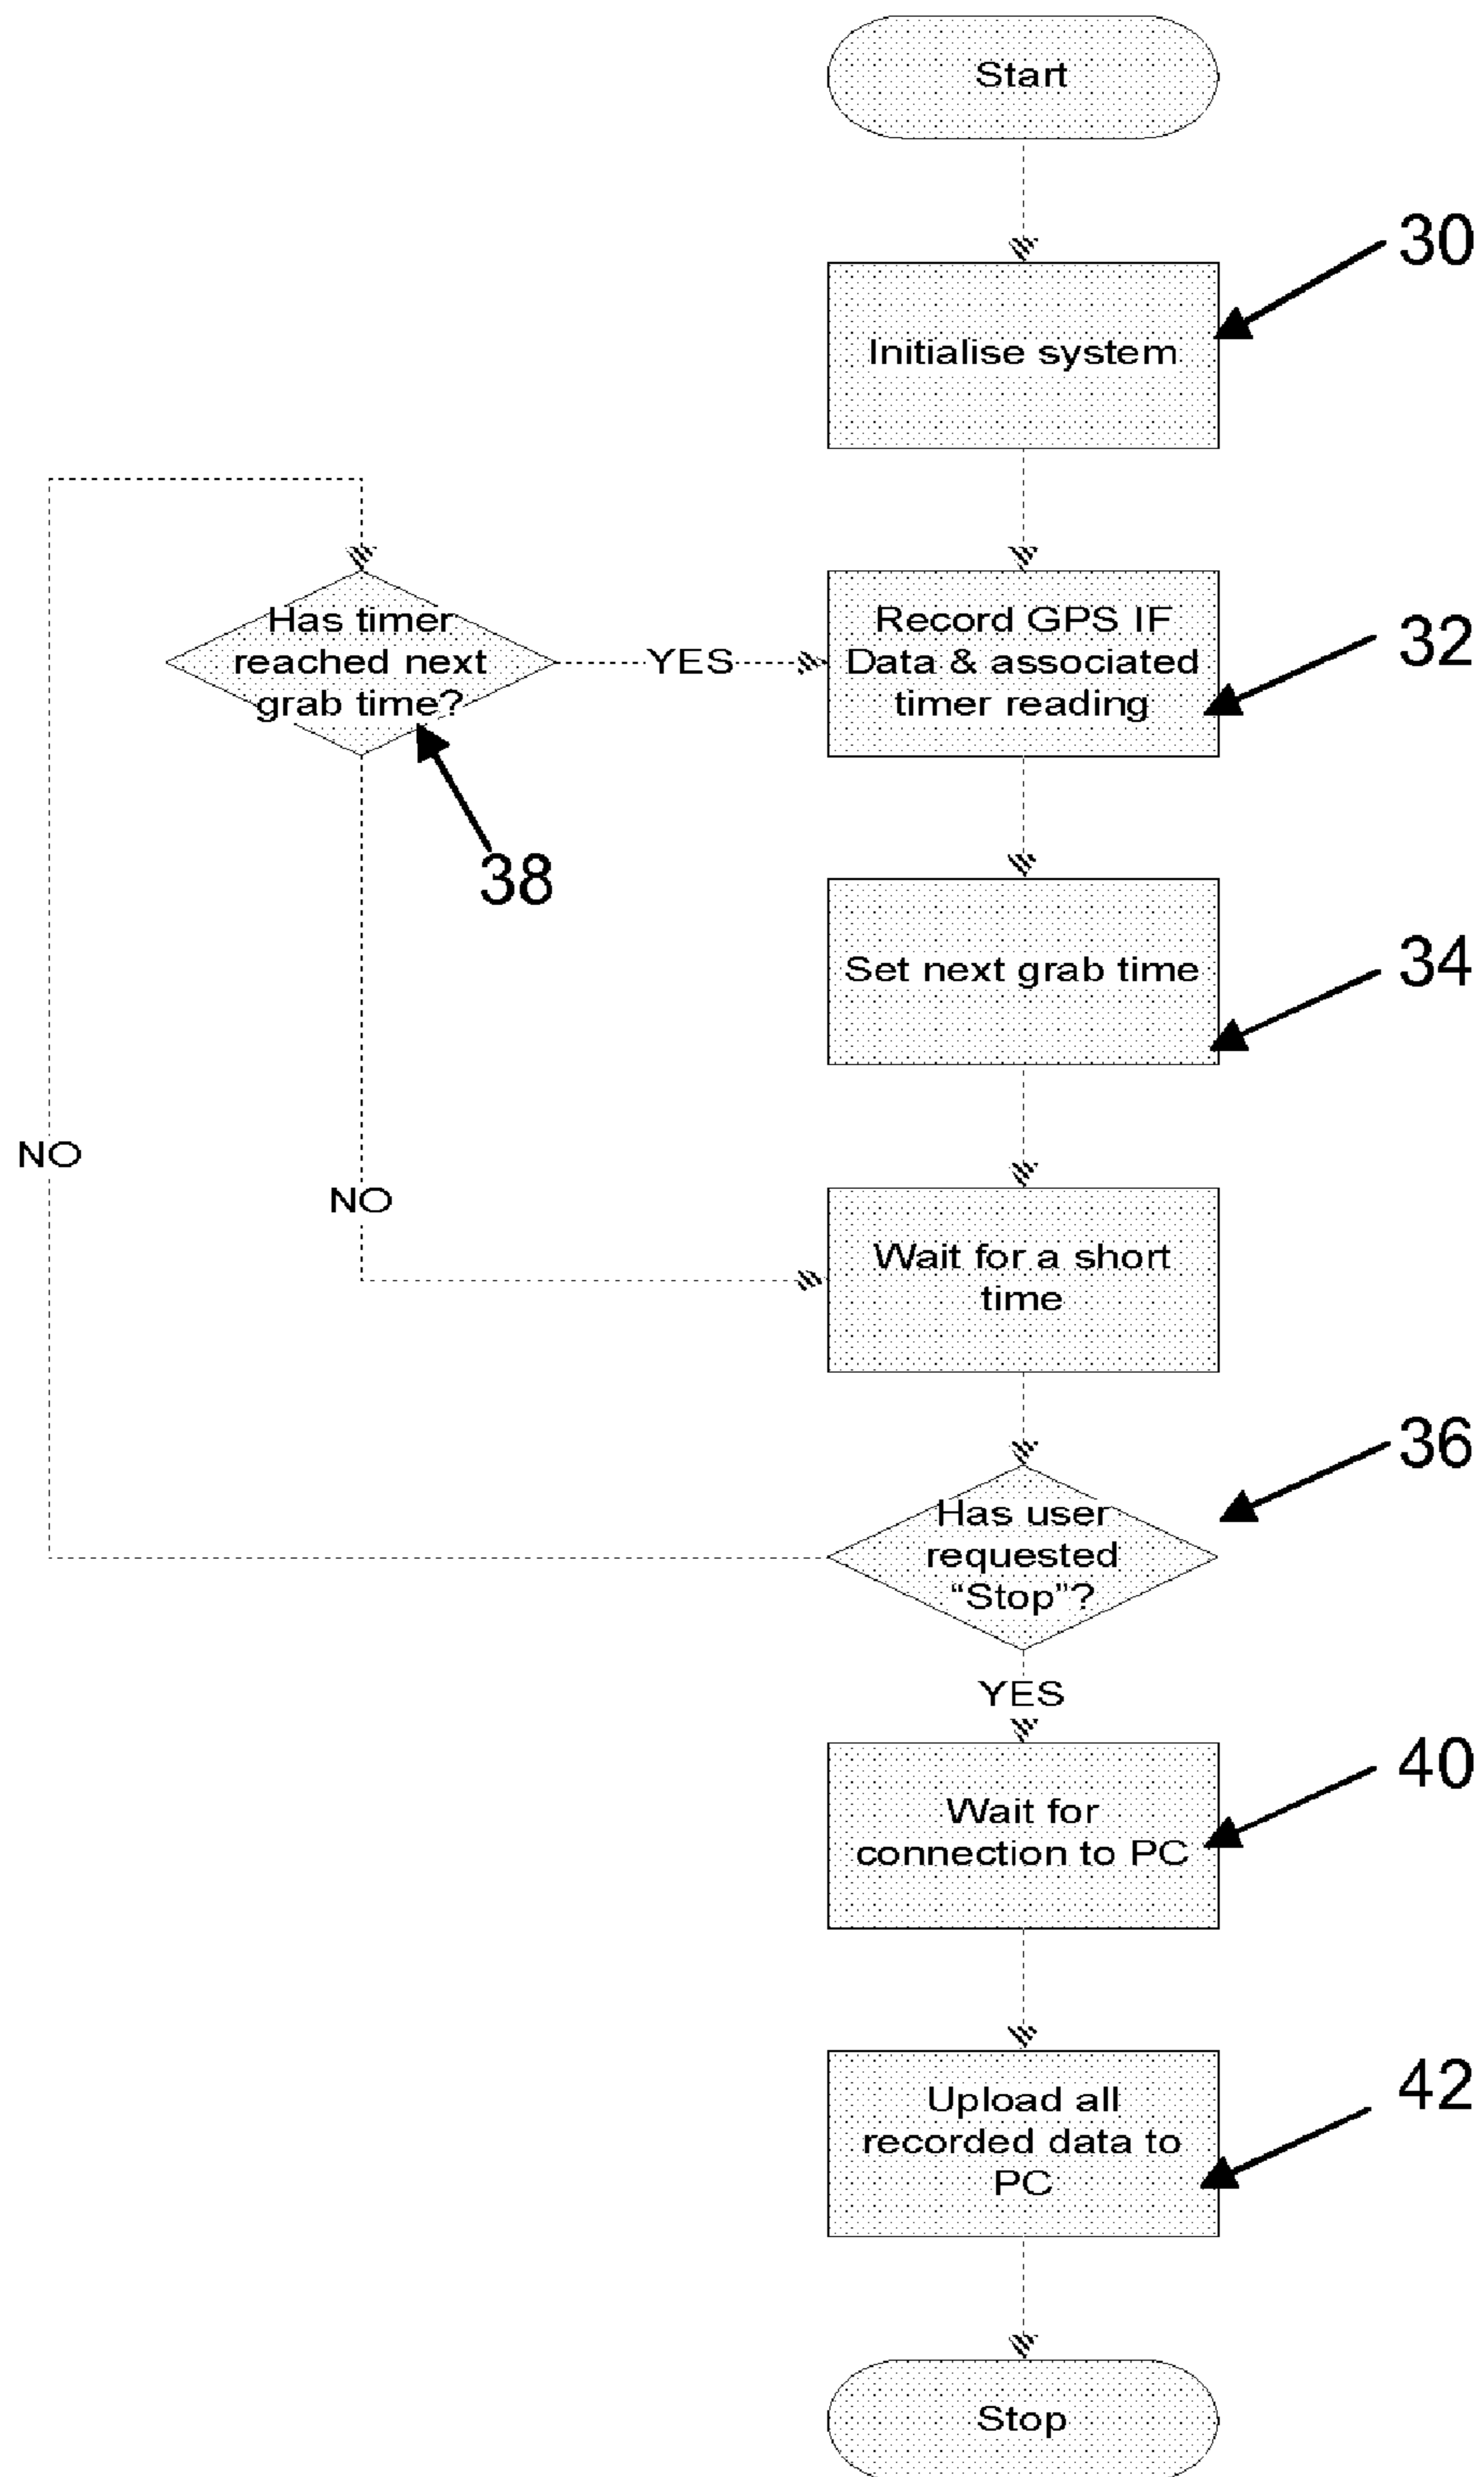 Start
30
Initialise system
Has timer
reached next
grab time?
YES
Record GPS IF
Data & associated
timer reading
32
38
Set next grab time
34
NO
NO
Wait for a short
time
36
Has user
requested
“Stop”?
YES
40
Wait for
connection to PC
42
Upload all
recorded data to
PC
Stop